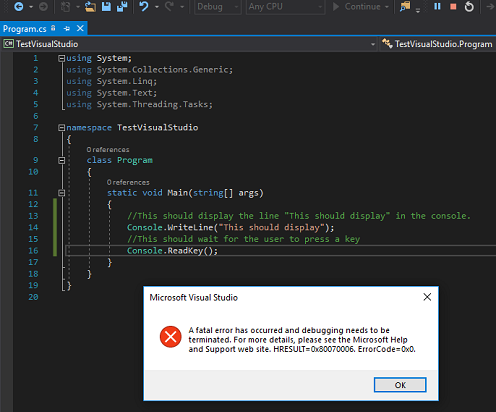 Debug
Any CPU
Continue
Program.cs
TestVisualStudio
TestVisualStudio.Program
1 using System;
2 using System.Collections.Generic;
3 using System.Linq;
4 using System.Text;
5 using System.Threading.Tasks;
6
7 namespace TestVisualStudio
8 {
0 references
9 class Program
10 {
0 references
11 static void Main(string[] args)
12 {
13 //This should display the line "This should display" in the console.
14 Console.WriteLine("This should display");
15 //This should wait for the user to press a key
16 Console.ReadKey();
17 }
18 }
19 }
20
Microsoft Visual Studio
A fatal error has occurred and debugging needs to be
terminated. For more details, please see the Microsoft Help
and Support web site. HRESULT=0x80070006. ErrorCode=0x0.
OK